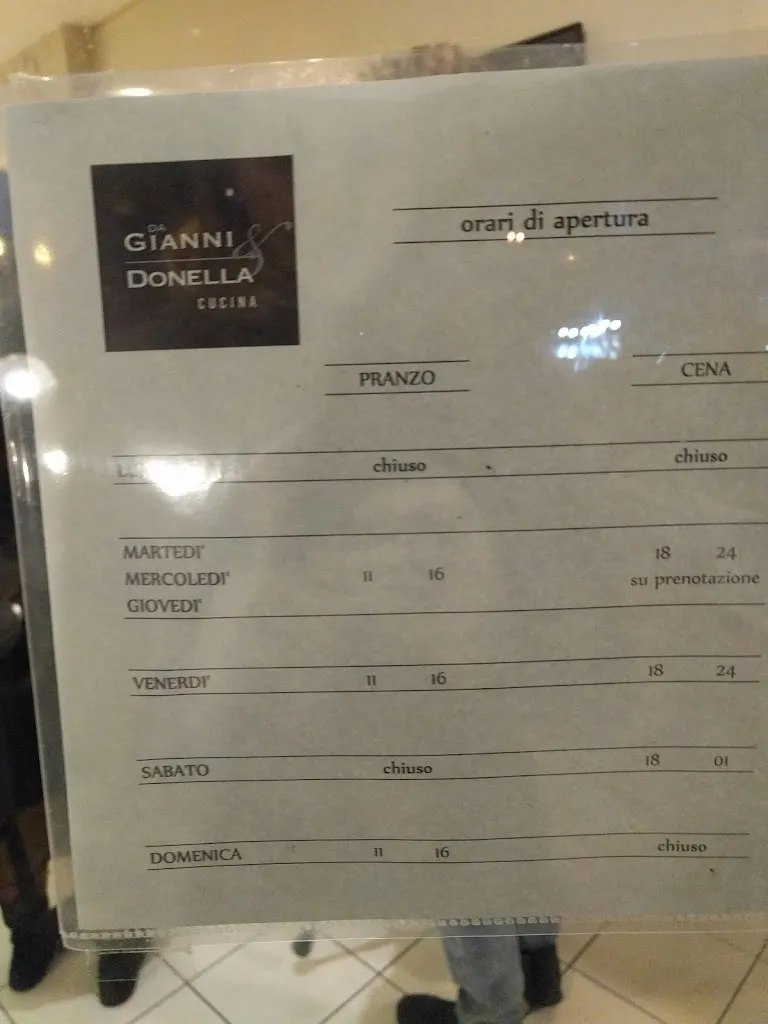 DA
GIANNI &
DONELLA
CUCINA
orari di apertura
PRANZO CENA
chiuso chiuso
MARTEDI' 18 24
MERCOLEDI' 11 16 su prenotazione
GIOVEDI'
VENERDI' 11 16 18 24
SABATO chiuso 18 01
DOMENICA 11 16 chiuso